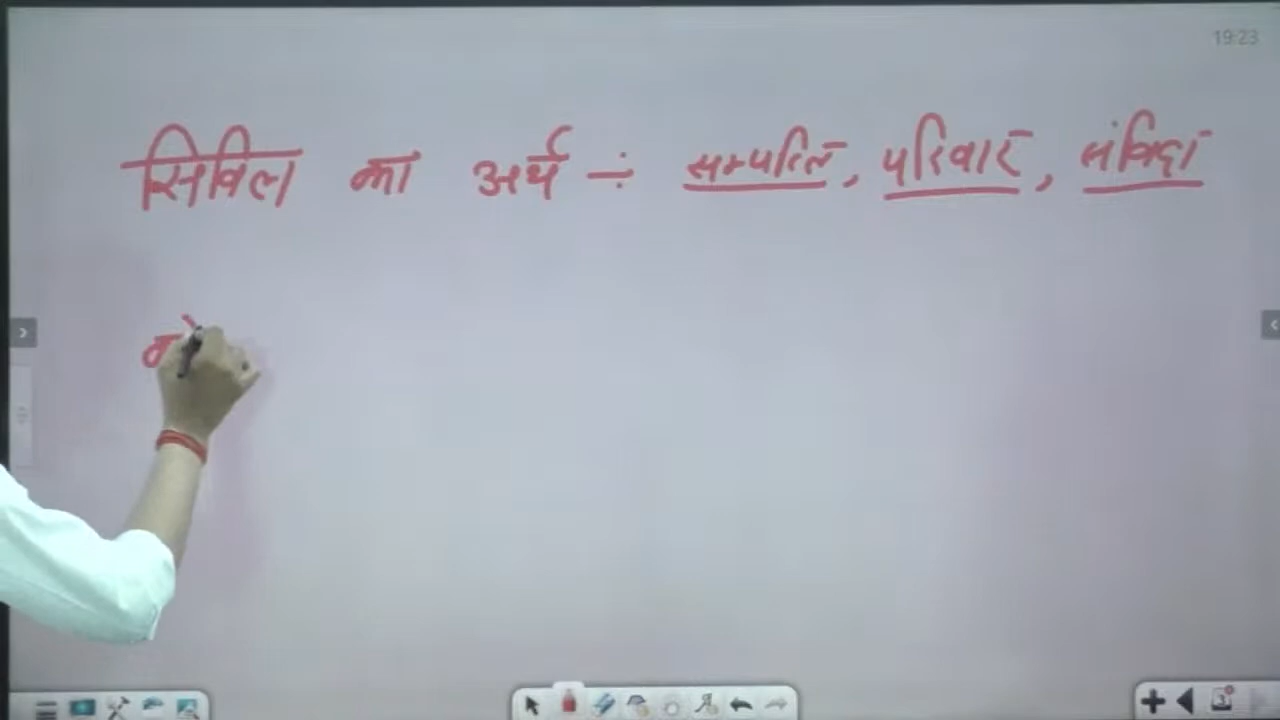 19:23
सिविल का अर्थ ÷ सम्पत्ति, परिवार, संविदा